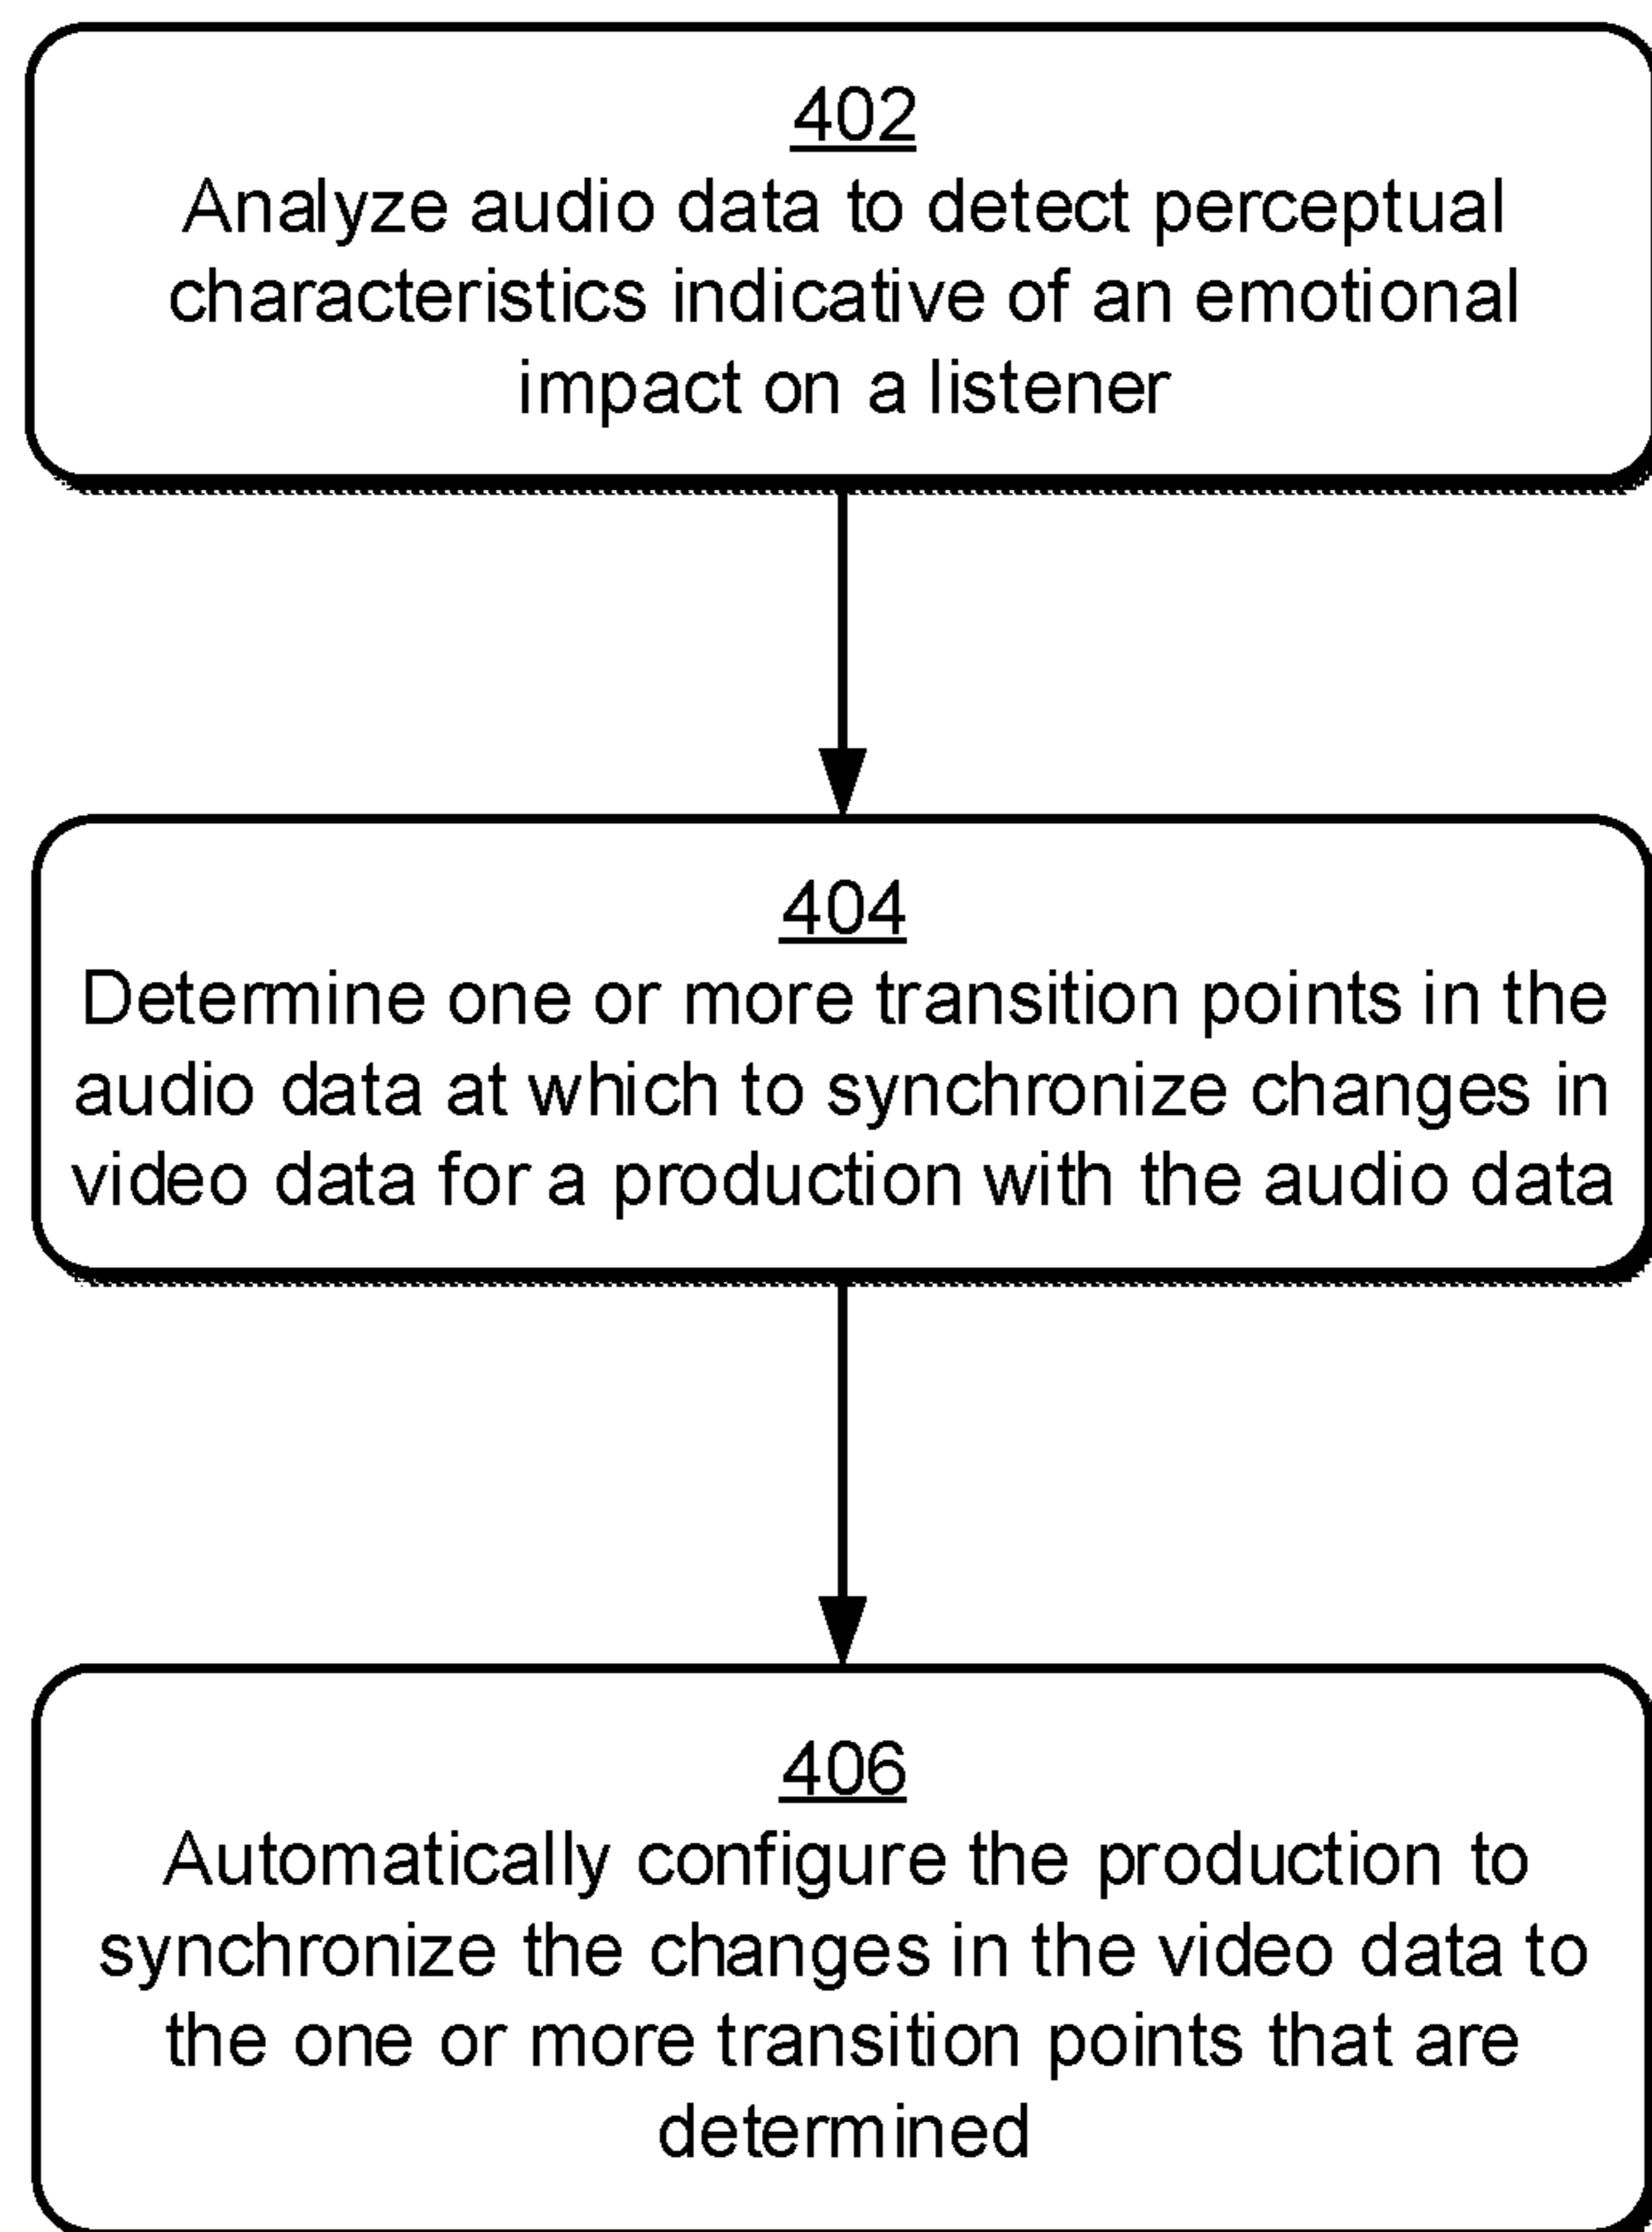 402
Analyze audio data to detect perceptual
characteristics indicative of an emotional
impact on a listener
404
Determine one or more transition points in the
audio data at which to synchronize changes in
video data for a production with the audio data
406
Automatically configure the production to
synchronize the changes in the video data to
the one or more transition points that are
determined